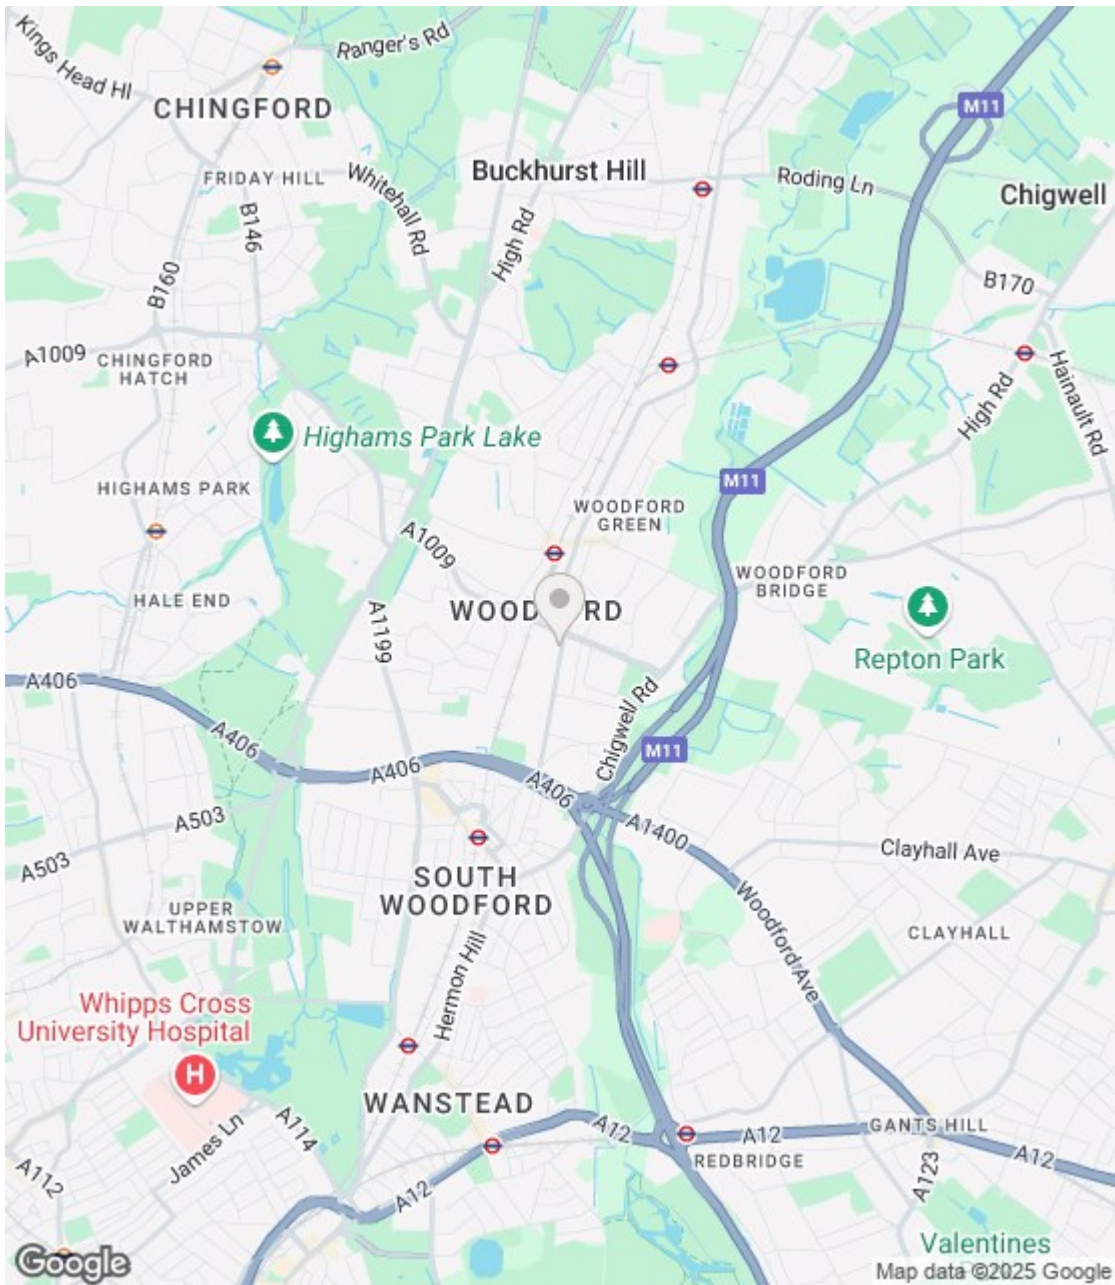 Kings Head Hl
Ranger's Rd
CHINGFORD
M11
Buckhurst Hill
FRIDAY HILL
Whitehall Rd
Roding Ln
Chigwell
B146
High Rd
B160
B170
A1009
CHINGFORD
HATCH
High Rd
Hainault Rd
Highams Park Lake
M11
HIGHAMS PARK
WOODFORD
GREEN
A1009
WOODFORD
BRIDGE
HALE END
WOOD
RD
A1199
Repton Park
A406
Chigwell Rd
A406
M11
A406
A406
A503
A1400
A503
Clayhall Ave
SOUTH
WOODFORD
UPPER
WALTHAMSTOW
Woodford Ave
CLAYHALL
Hermon Hill
Whipps Cross
University Hospital
H
WANSTEAD
A114
James Ln
A12
A12
GANTS HILL
A12
REDBRIDGE
A112
A12
A123
Valentines
Google
Map data ©2025 Google